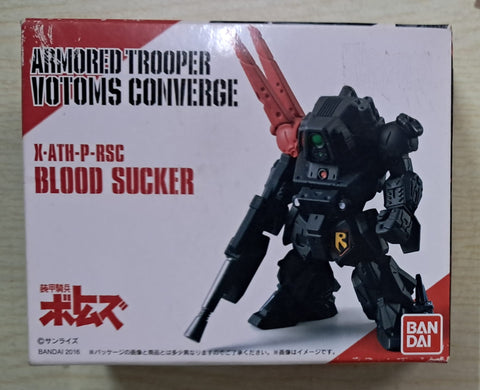 ARMORED TROOPER
VOTOMS CONVERGE
X·ATH-P-RSC
BLOOD SUCKER
R
装甲騎兵
ボトムズ
©サンライズ
BANDAI 2016 ※パッケージの画像と商品とは多少異なりますのでご了承ください。※画像はイメージです。
BAN
DAI